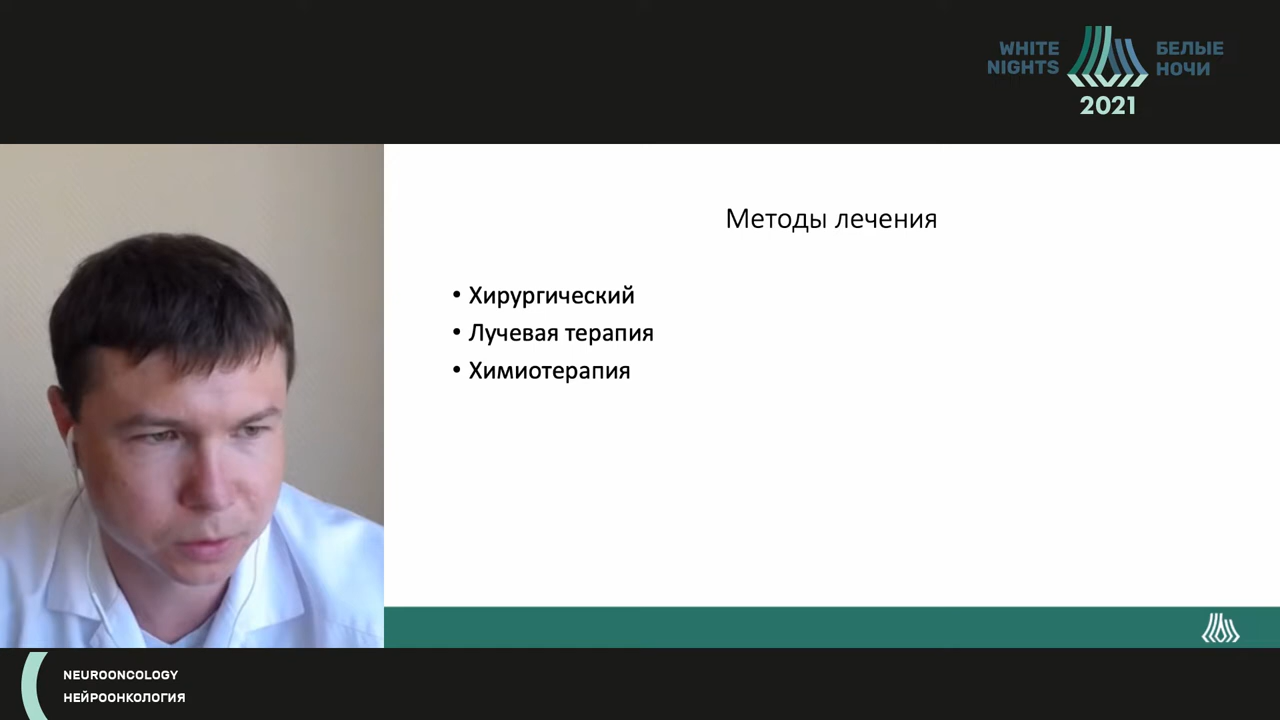 WHITE
NIGHTS
БЕЛЫЕ
НОЧИ
2021
Методы лечения
• Хирургический
• Лучевая терапия
• Химиотерапия
NEUROONCOLOGY
НЕЙРООНКОЛОГИЯ